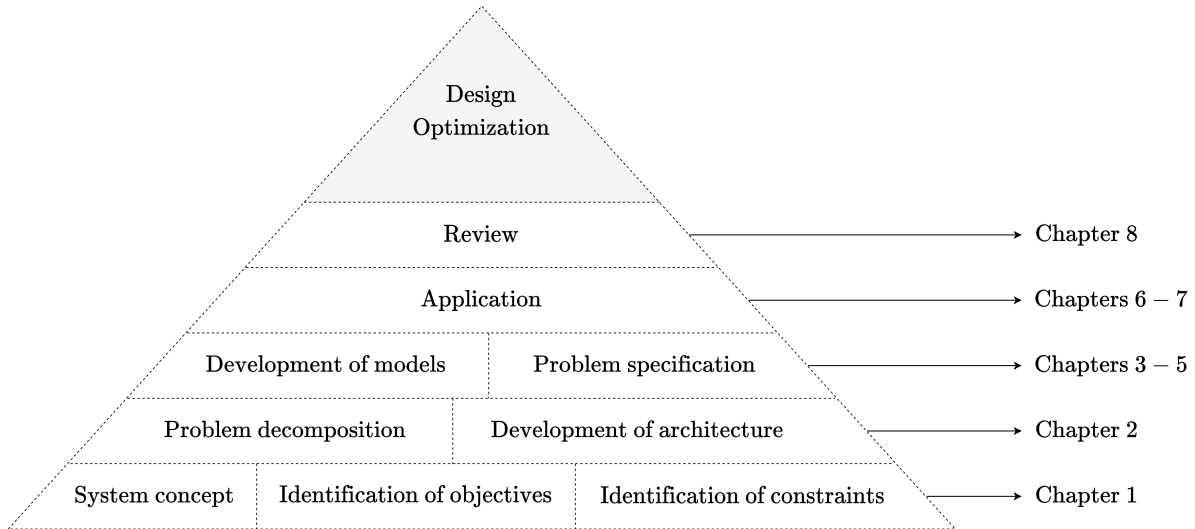 Design
Optimization
Review
Chapter 8
Application
Chapters 6 – 7
Development of models
Problem specification
Chapters 3 – 5
Problem decomposition
Development of architecture
Chapter 2
System concept
Identification of objectives
Identification of constraints
Chapter 1